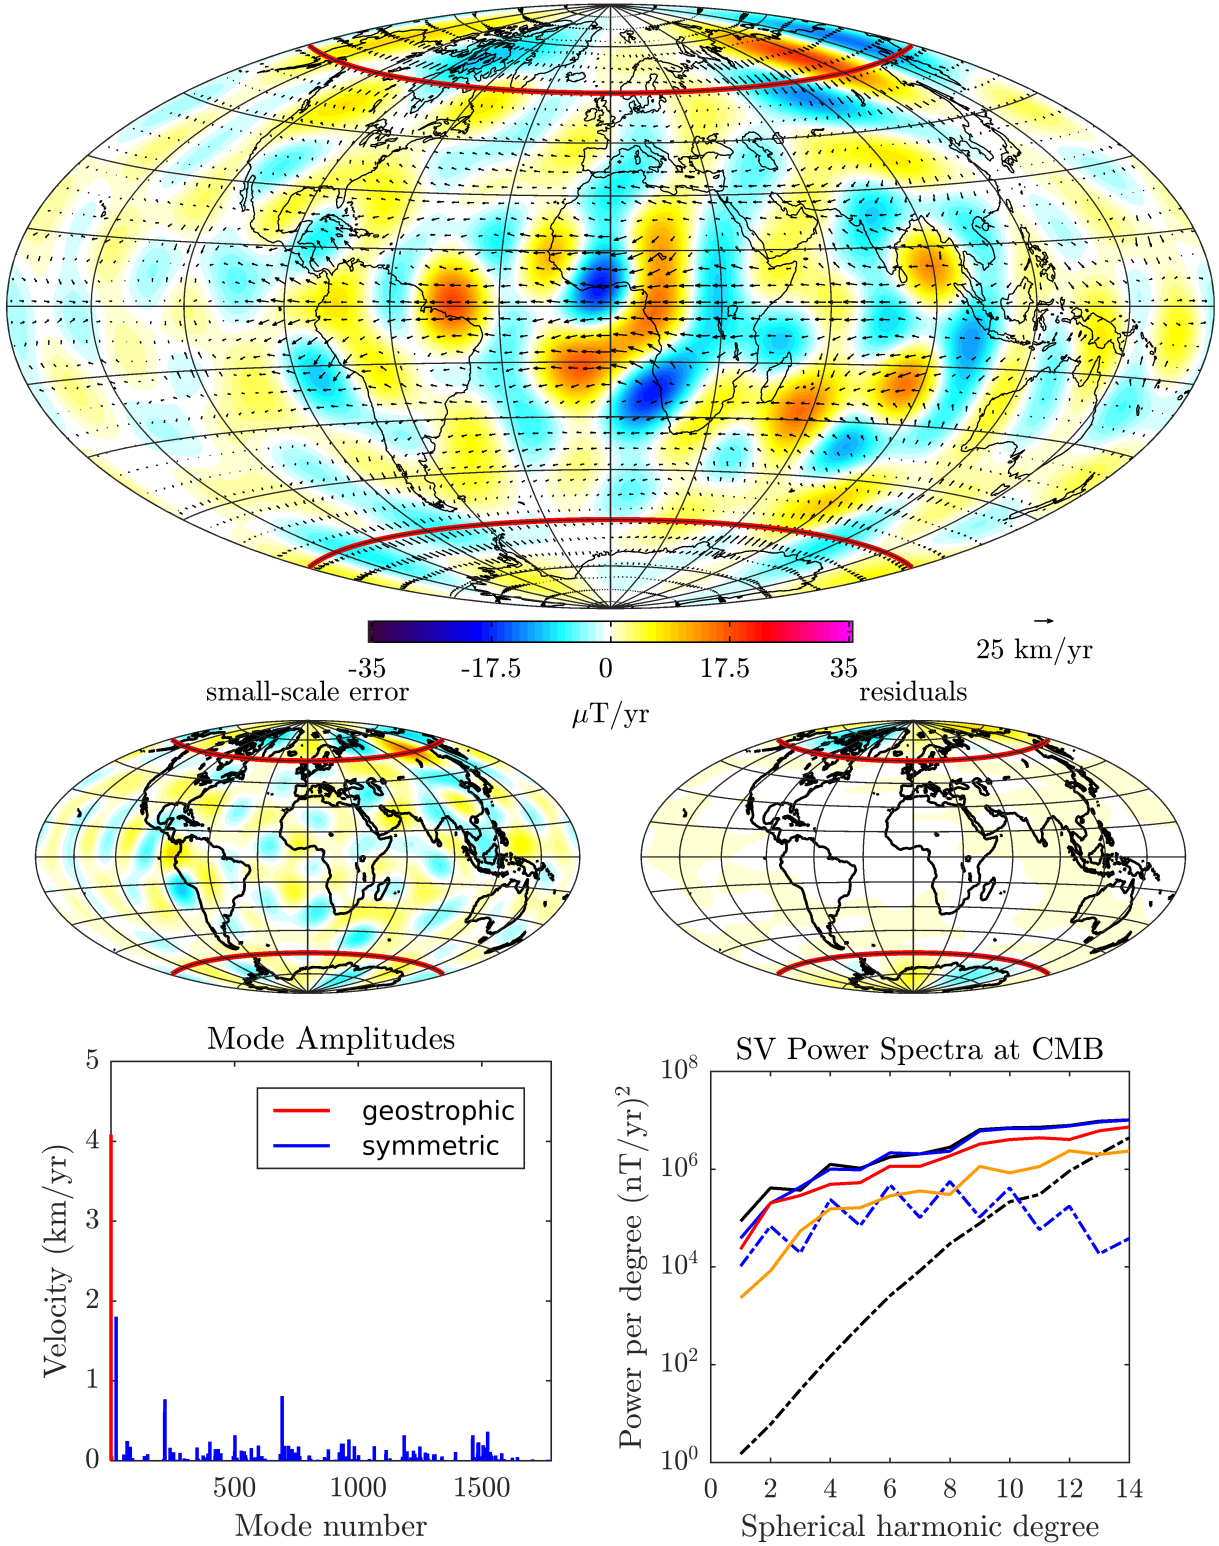 -35 -17.5 0 17.5 35
25 km/yr
μT/yr
small-scale error
residuals
Mode Amplitudes
5
4
3
2
1
0
Velocity (km/yr)
geostrophic
symmetric
500 1000 1500
Mode number
SV Power Spectra at CMB
10^8
10^6
10^4
10^2
10^0
Power per degree (nT/yr)^2
0 2 4 6 8 10 12 14
Spherical harmonic degree